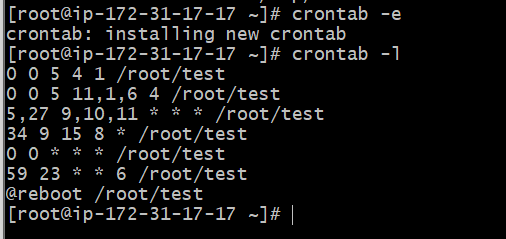 [root@ip-172-31-17-17 ~]# crontab -e
crontab: installing new crontab
[root@ip-172-31-17-17 ~]# crontab -l
0 0 5 4 1 /root/test
0 0 5 11,1,6 4 /root/test
5,27 9,10,11 * * * /root/test
34 9 15 8 * /root/test
0 0 * * * /root/test
59 23 * * 6 /root/test
@reboot /root/test
[root@ip-172-31-17-17 ~]#